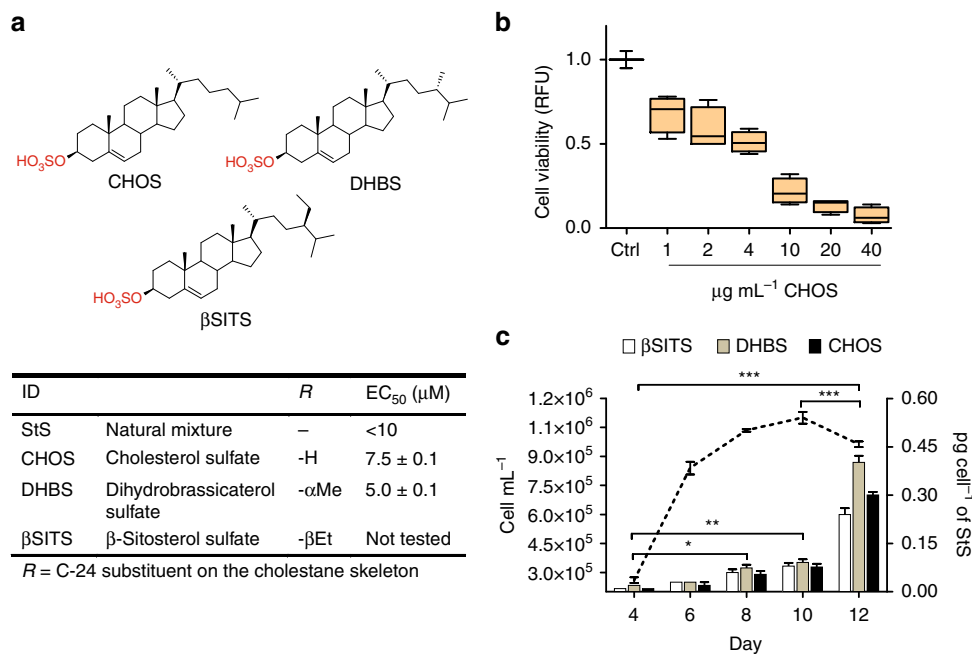 a
HO₃SO
CHOS
HO₃SO
DHBS
HO₃SO
βSITS
ID R EC₅₀ (μM)
StS Natural mixture – <10
CHOS Cholesterol sulfate -H 7.5 ± 0.1
DHBS Dihydrobrassicaterol -αMe 5.0 ± 0.1
sulfate
βSITS β-Sitosterol sulfate -βEt Not tested
R = C-24 substituent on the cholestane skeleton
b
Cell viability (RFU)
1.0
0.5
0.0
Ctrl 1 2 4 10 20 40
μg mL⁻¹ CHOS
c
βSITS DHBS CHOS
Cell mL⁻¹
1.2×10⁶
1.1×10⁶
9.0×10⁵
7.5×10⁵
6.0×10⁵
4.5×10⁵
3.0×10⁵
***
***
**
*
0.60
0.45
0.30
0.15
0.00
pg cell⁻¹ of StS
4 6 8 10 12
Day